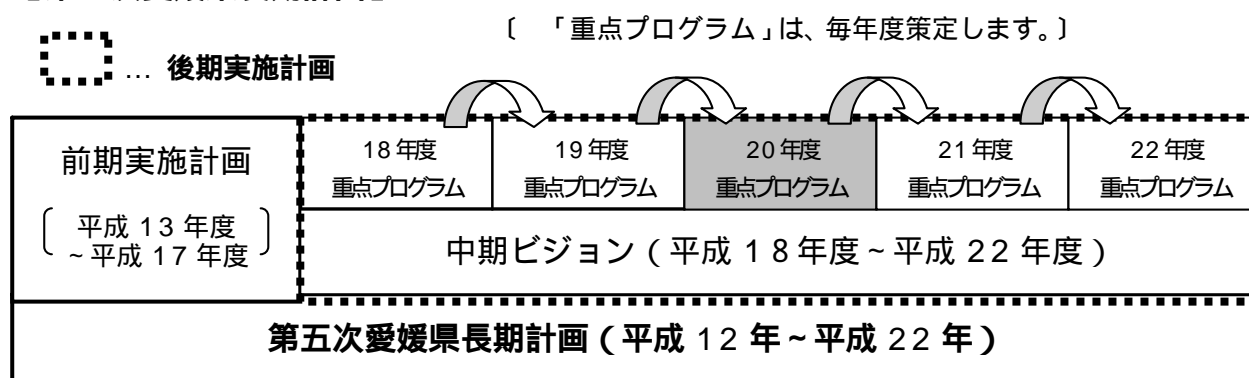 〔 「重点プログラム」は、毎年度策定します。〕
… 後期実施計画
前期実施計画
平成 13 年度
~平成 17 年度
18 年度
重点プログラム
19 年度
重点プログラム
20 年度
重点プログラム
21 年度
重点プログラム
22 年度
重点プログラム
中期ビジョン(平成 18年度~平成 22 年度)
第五次愛媛県長期計画(平成 12 年~平成 22 年)